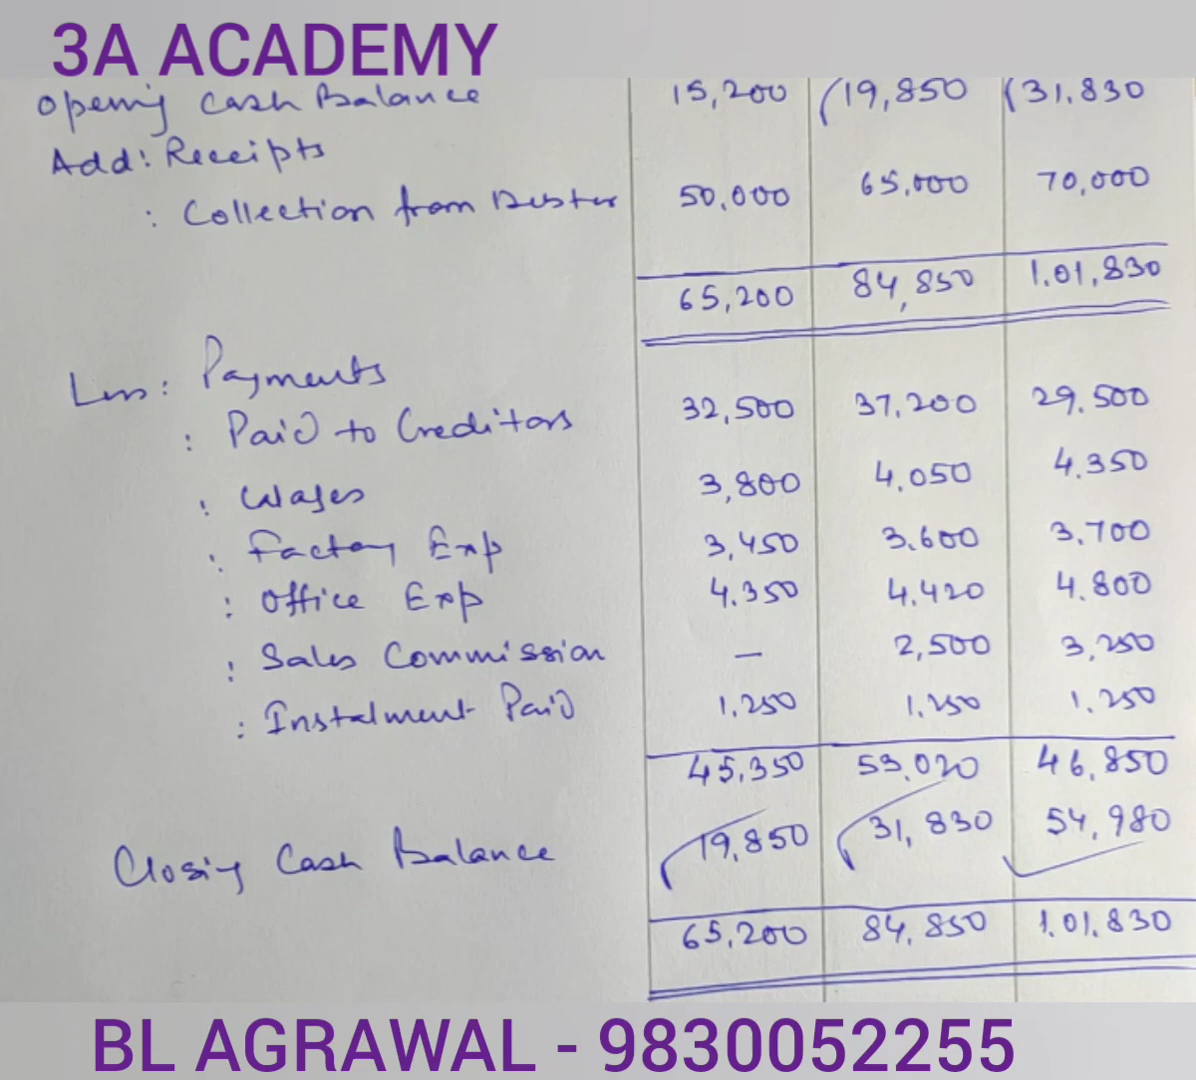 3A ACADEMY
Opening Cash Balance 15,200 19,850 31,830
Add: Receipts
: Collection from Debtor 50,000 65,000 70,000
65,200 84,850 1,01,830
Less: Payments
: Paid to Creditors 32,500 37,200 29,500
: Wages 3,800 4,050 4,350
: Factory Exp 3,450 3,600 3,700
: Office Exp 4,350 4,420 4,800
: Sales Commission — 2,500 3,250
: Instalment Paid 1,250 1,250 1,250
45,350 53,020 46,850
Closing Cash Balance 19,850 31,830 54,980
65,200 84,850 1,01,830
BL AGRAWAL - 9830052255